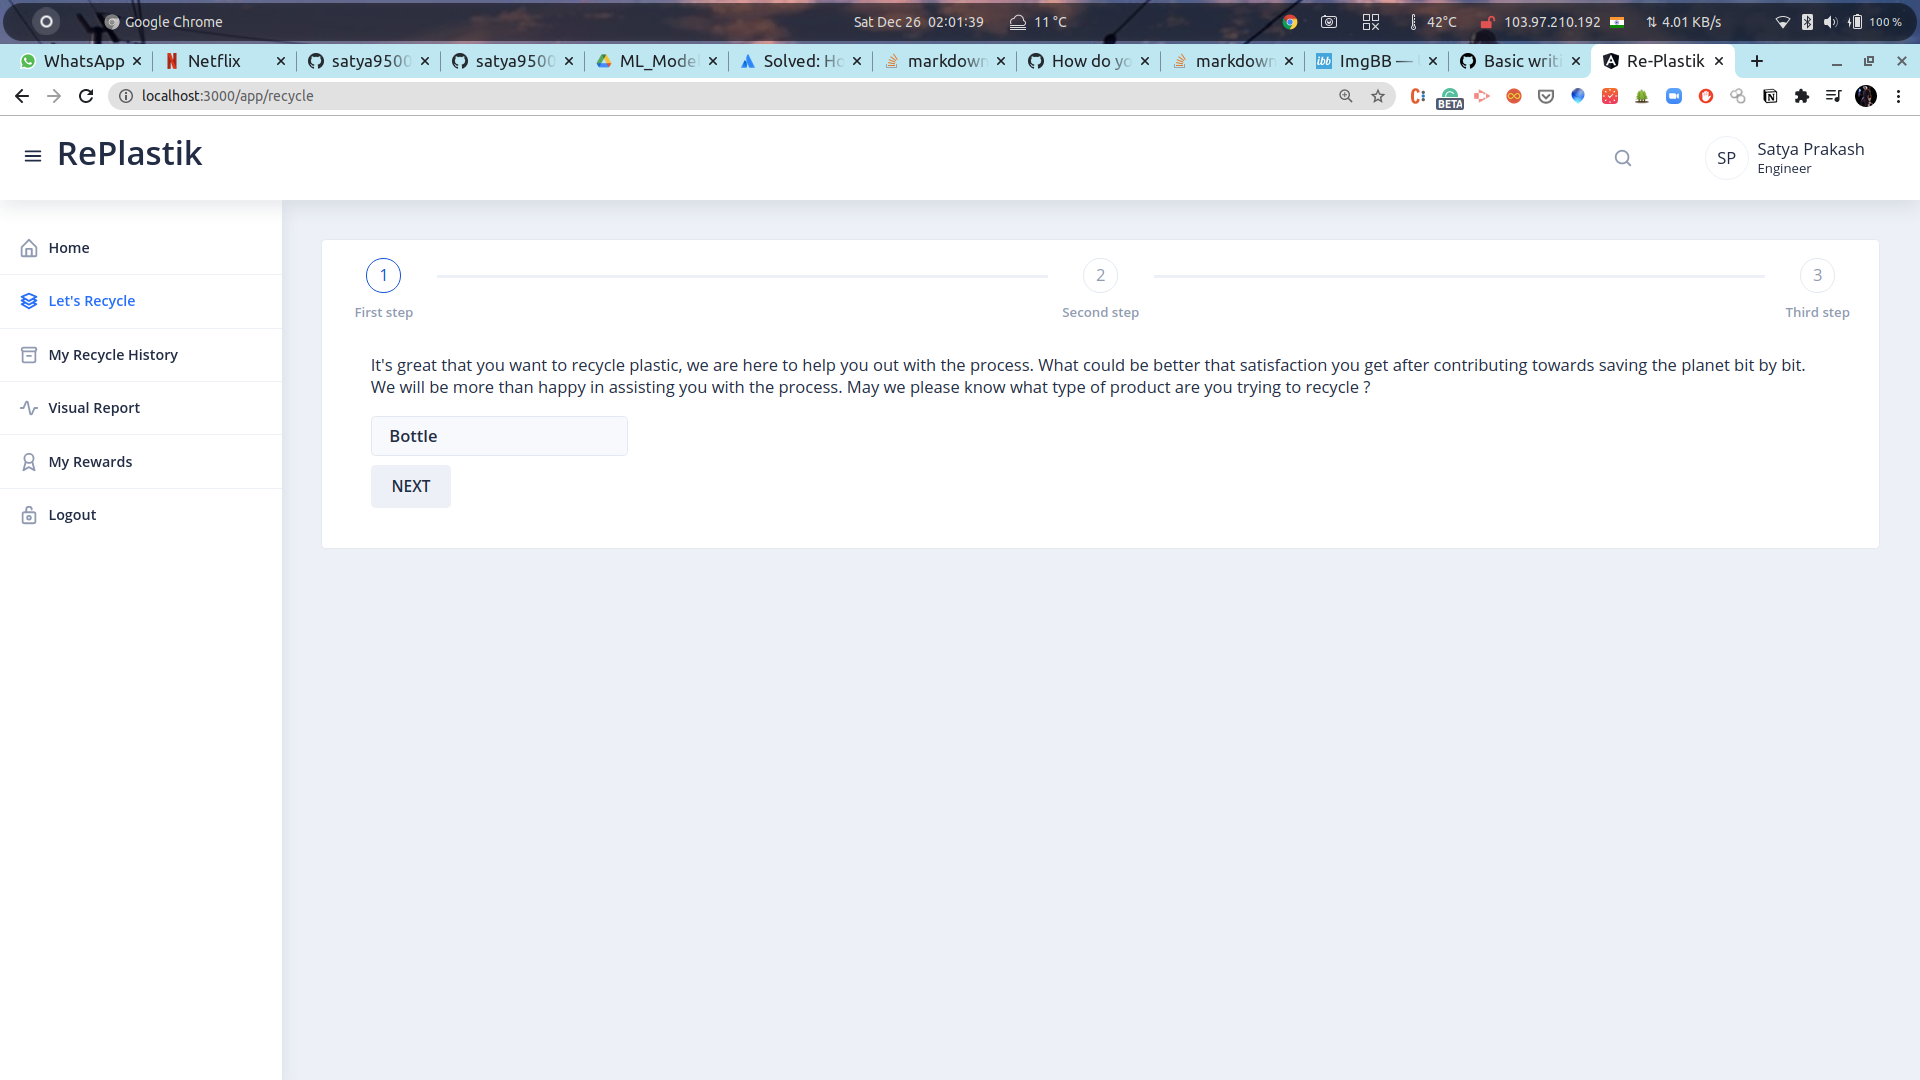 Google Chrome
Sat Dec 26 02:01:39
11 °C
42°C
103.97.210.192
4.01 KB/s
100 %
WhatsApp
Netflix
satya9500
satya9500
ML_Model
Solved: Ho
markdown
How do yo
markdown
ImgBB —
Basic writi
Re-Plastik
localhost:3000/app/recycle
BETA
RePlastik
SP
Satya Prakash
Engineer
Home
Let's Recycle
My Recycle History
Visual Report
My Rewards
Logout
1
2
3
First step
Second step
Third step
It's great that you want to recycle plastic, we are here to help you out with the process. What could be better that satisfaction you get after contributing towards saving the planet bit by bit.
We will be more than happy in assisting you with the process. May we please know what type of product are you trying to recycle ?
Bottle
NEXT